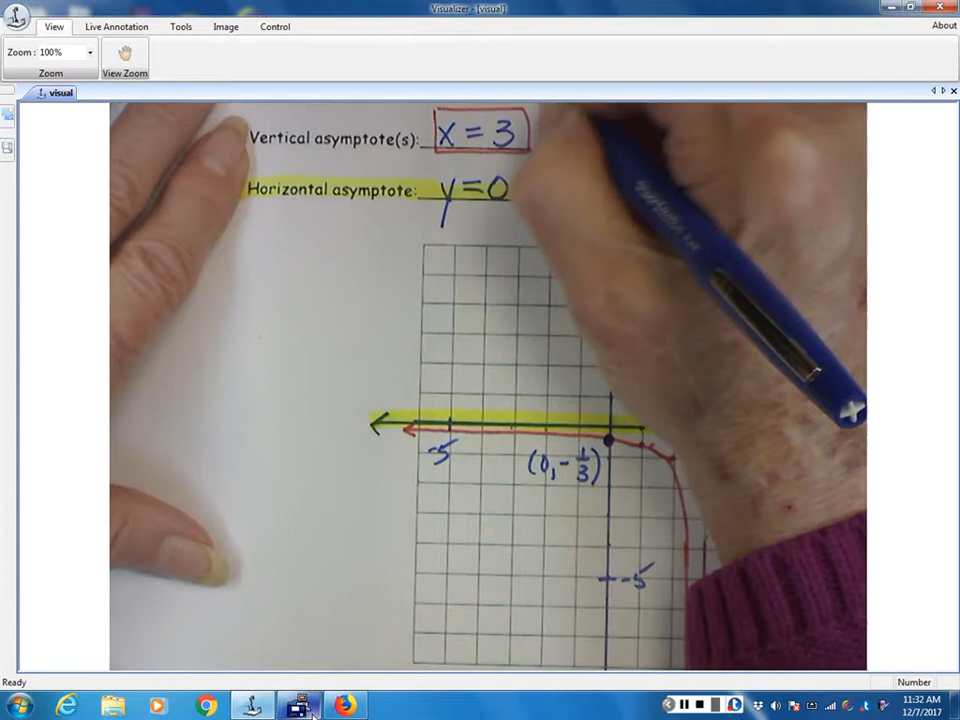 Visualizer - [visual]
View Live Annotation Tools Image Control About
Zoom : 100%
Zoom View Zoom
visual
Vertical asymptote(s): x = 3
Horizontal asymptote: y = 0
-5
(0, -1/3)
-5
Ready Number
11:32 AM
12/7/2017